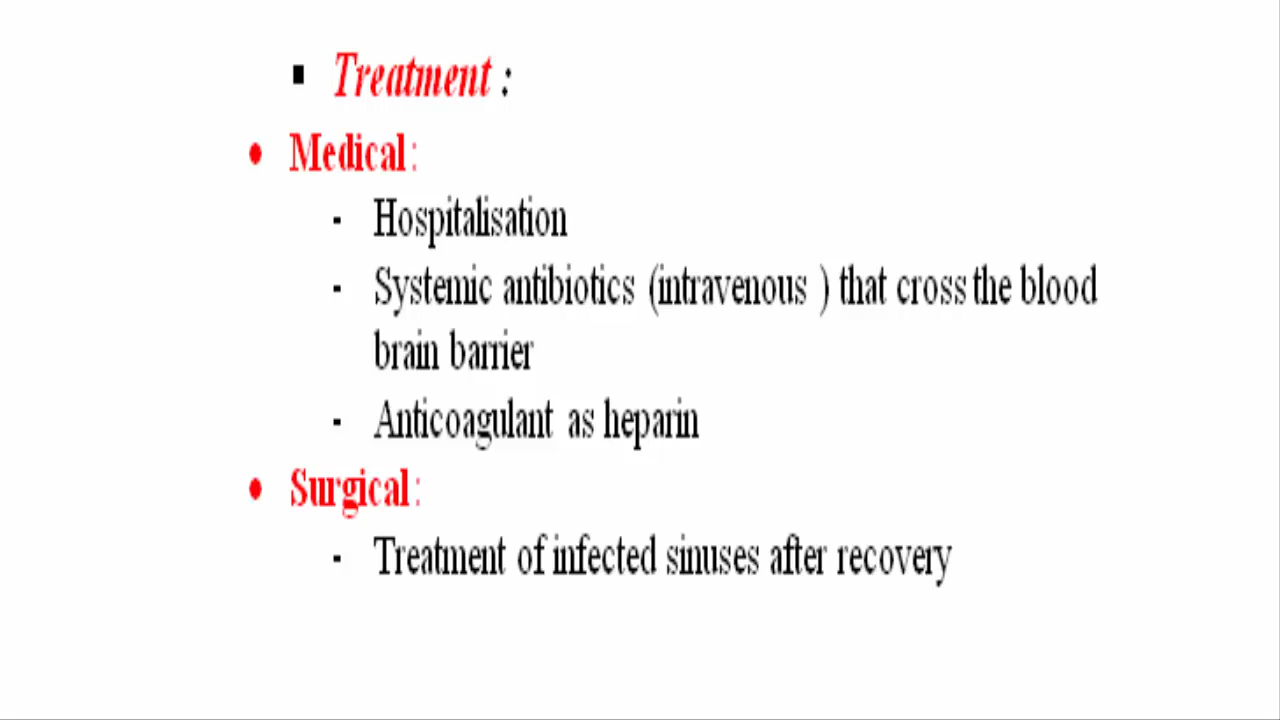 ▪ Treatment :
• Medical:
- Hospitalisation
- Systemic antibiotics (intravenous ) that cross the blood
brain barrier
- Anticoagulant as heparin
• Surgical:
- Treatment of infected sinuses after recovery